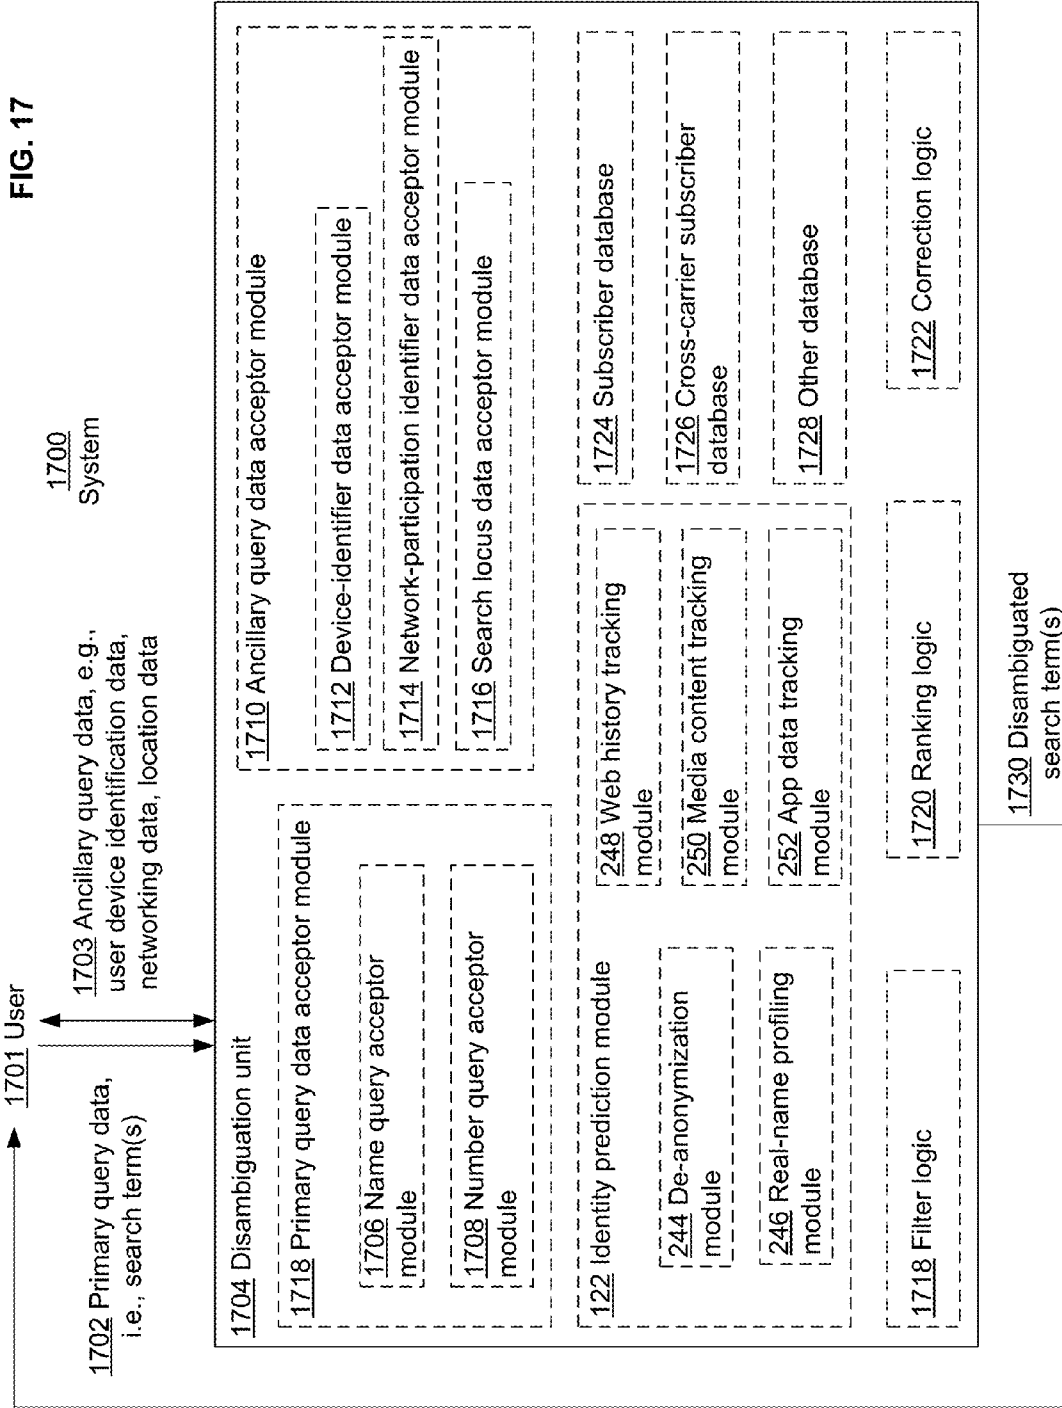 FIG. 17
1700
System
1701 User
1702 Primary query data,
i.e., search term(s)
1703 Ancillary query data, e.g.,
user device identification data,
networking data, location data
1704 Disambiguation unit
1718 Primary query data acceptor module
1706 Name query acceptor
module
1708 Number query acceptor
module
1710 Ancillary query data acceptor module
1712 Device-identifier data acceptor module
1714 Network-participation identifier data acceptor module
1716 Search locus data acceptor module
122 Identity prediction module
244 De-anonymization
module
246 Real-name profiling
module
248 Web history tracking
module
250 Media content tracking
module
252 App data tracking
module
1724 Subscriber database
1726 Cross-carrier subscriber
database
1728 Other database
1718 Filter logic
1720 Ranking logic
1722 Correction logic
1730 Disambiguated
search term(s)